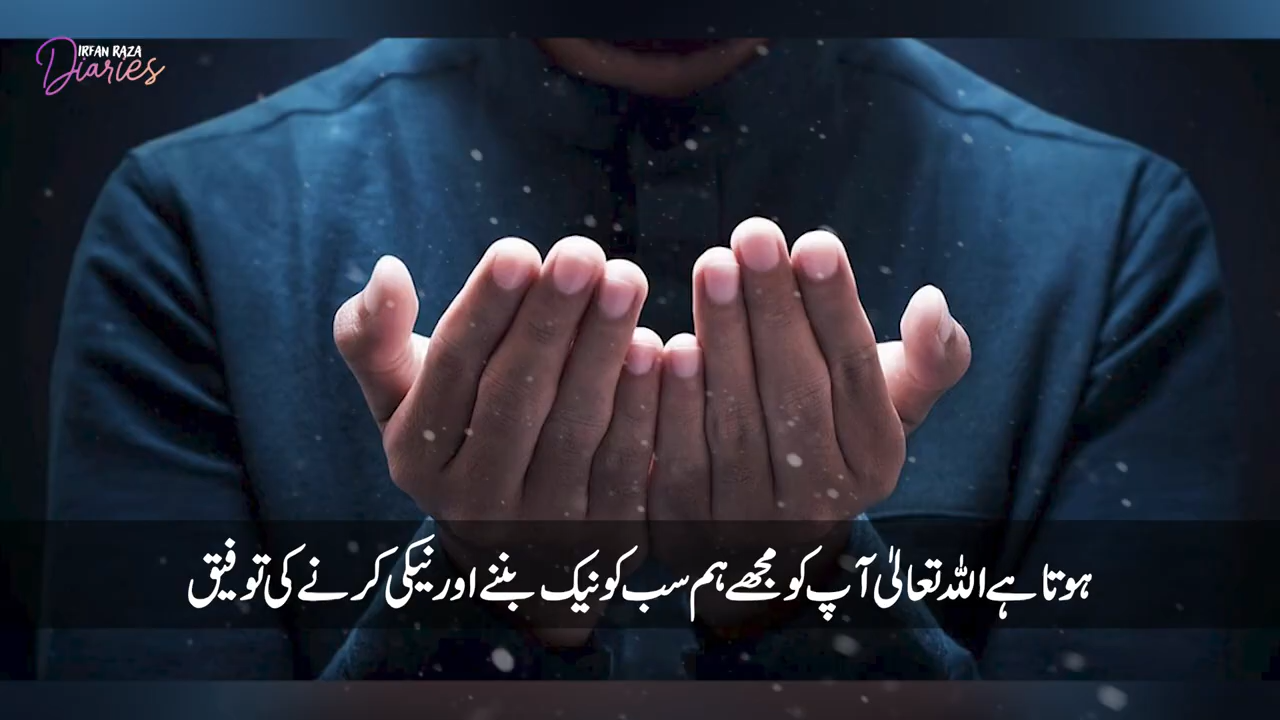 IRFAN RAZA
Diaries
ہوتا ہے اللہ تعالیٰ آپ کو مجھے ہم سب کو نیک بننے اور نیکی کرنے کی توفیق